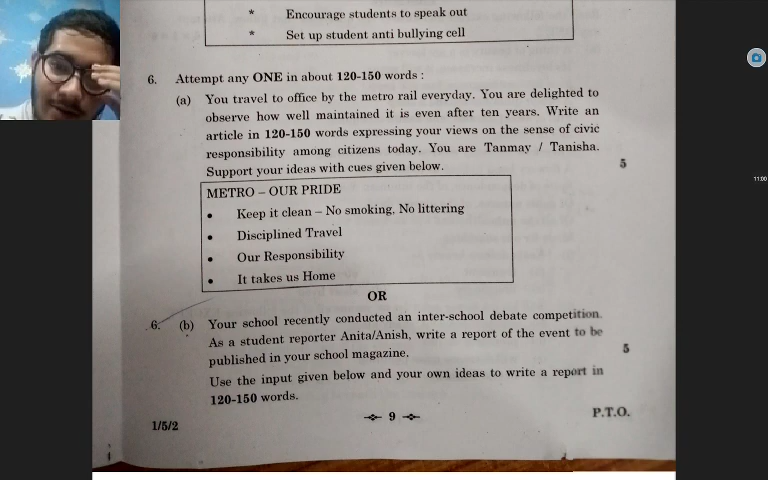 * Encourage students to speak out
* Set up student anti bullying cell
6. Attempt any ONE in about 120-150 words :
(a) You travel to office by the metro rail everyday. You are delighted to
observe how well maintained it is even after ten years. Write an
article in 120-150 words expressing your views on the sense of civic
responsibility among citizens today. You are Tanmay / Tanisha.
Support your ideas with cues given below. 5
METRO – OUR PRIDE
• Keep it clean – No smoking, No littering
• Disciplined Travel
• Our Responsibility
• It takes us Home
OR
6. (b) Your school recently conducted an inter-school debate competition.
As a student reporter Anita/Anish, write a report of the event to be
published in your school magazine. 5
Use the input given below and your own ideas to write a report in
120-150 words.
1/5/2 9 P.T.O.
11:00